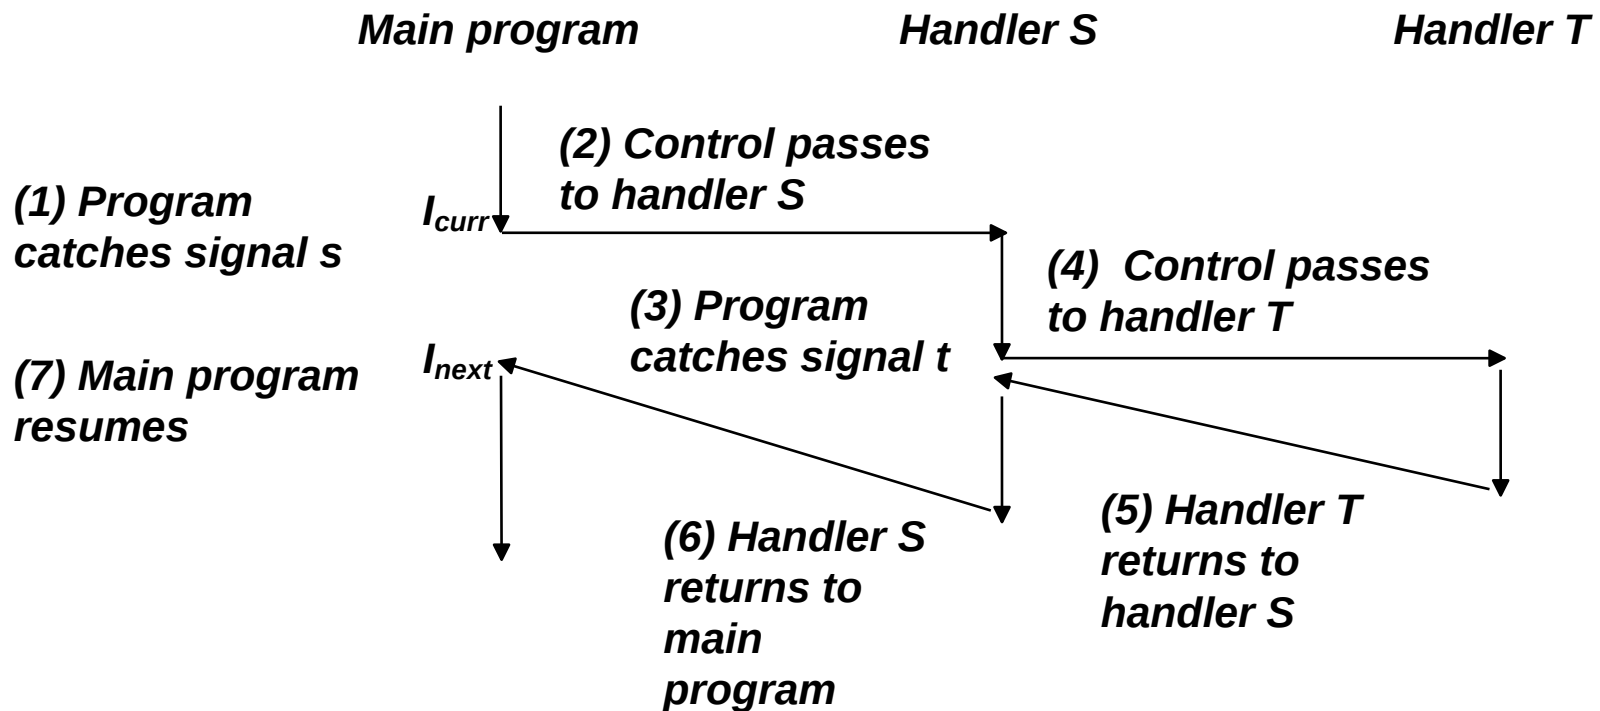 Main program
Handler S
Handler T
(2) Control passes
to handler S
(1) Program
catches signal s
Icurr
(4)  Control passes
to handler T
(3) Program
catches signal t
Inext
(7) Main program
resumes
(5) Handler T
returns to
handler S
(6) Handler S
returns to
main
program